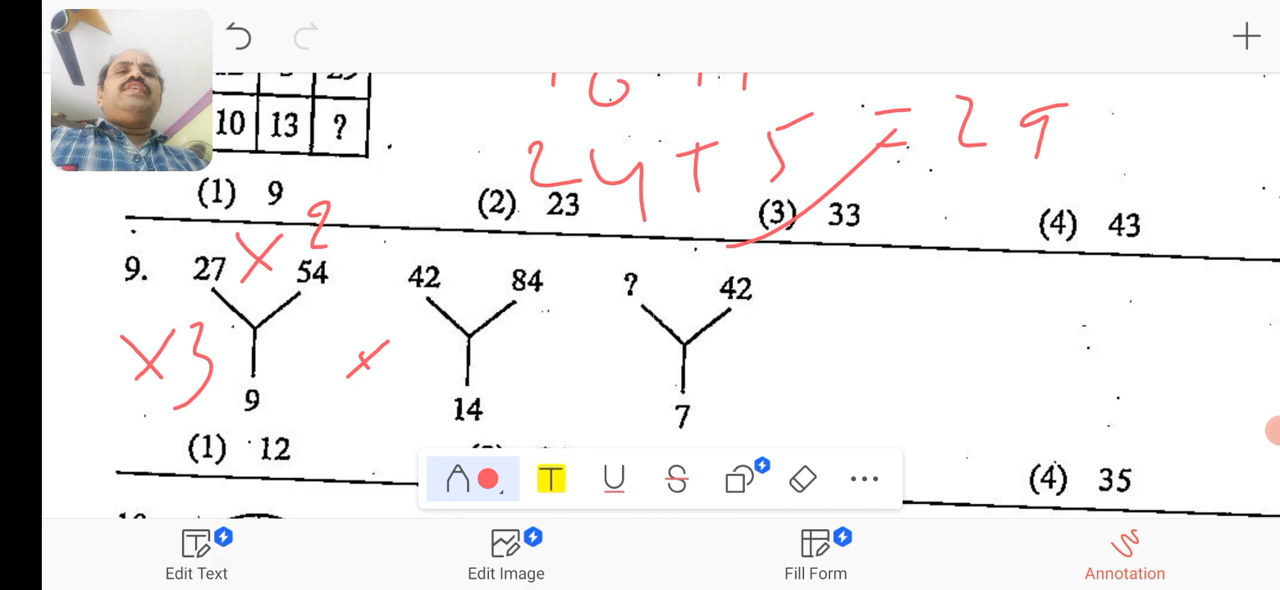 10 13 ?
24 + 5 = 29
(1) 9 (2) 23 (3) 33 (4) 43
× 2
9. 27 54 42 84 ? 42
×3 ×
9 14 7
(1) 12 (4) 35
T U S
Edit Text Edit Image Fill Form Annotation